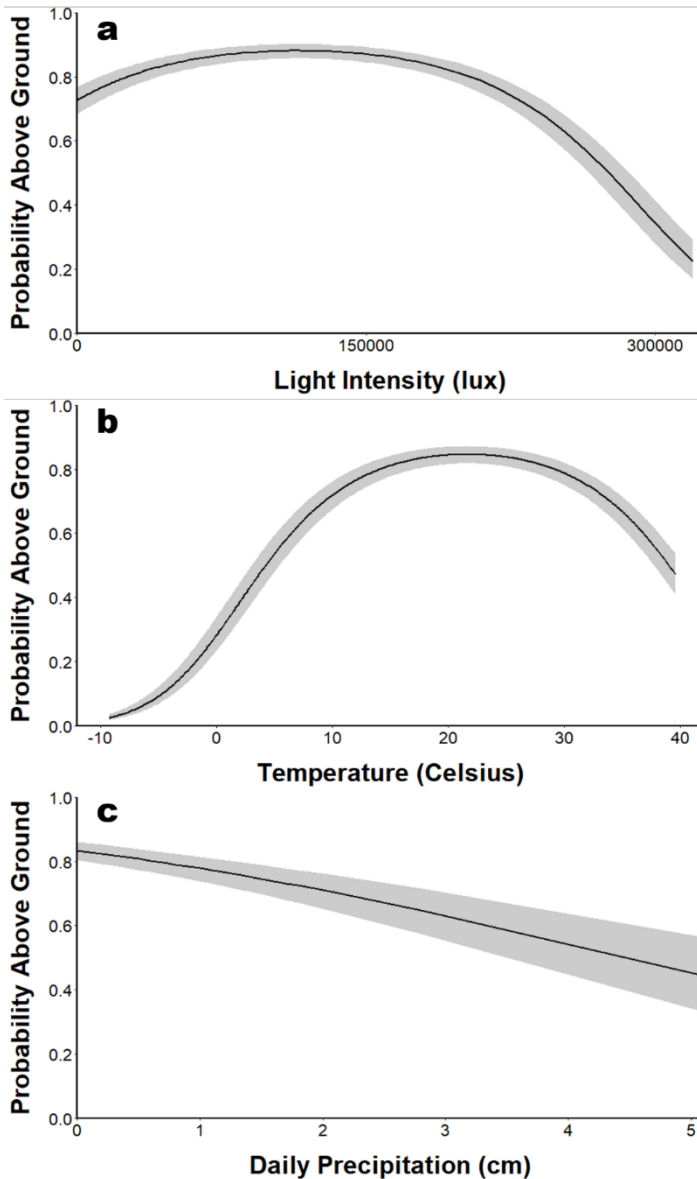 a
Probability Above Ground
1.0
0.8
0.6
0.4
0.2
0.0
0 150000 300000
Light Intensity (lux)
b
Probability Above Ground
1.0
0.8
0.6
0.4
0.2
0.0
-10 0 10 20 30 40
Temperature (Celsius)
c
Probability Above Ground
1.0
0.8
0.6
0.4
0.2
0.0
0 1 2 3 4 5
Daily Precipitation (cm)